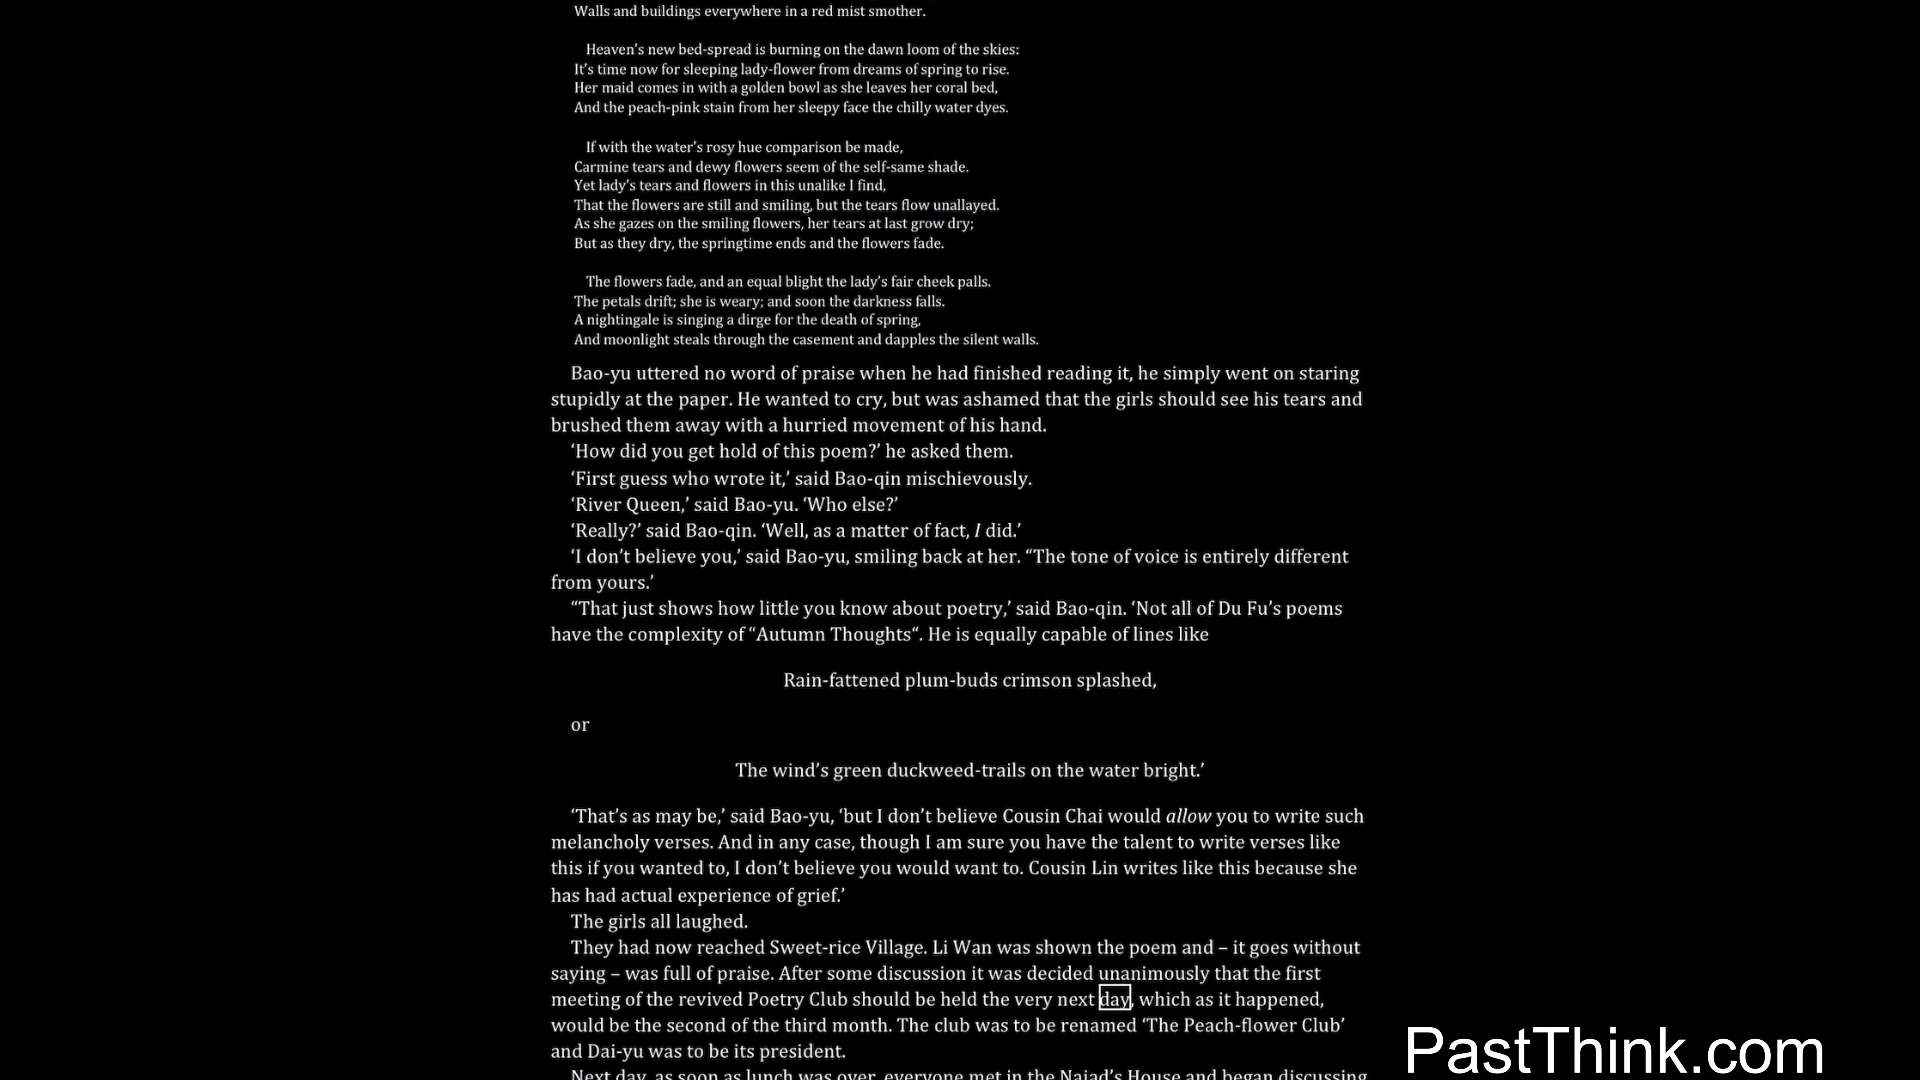 Walls and buildings everywhere in a red mist smother.
Heaven’s new bed-spread is burning on the dawn loom of the skies:
It’s time now for sleeping lady-flower from dreams of spring to rise.
Her maid comes in with a golden bowl as she leaves her coral bed,
And the peach-pink stain from her sleepy face the chilly water dyes.
If with the water’s rosy hue comparison be made,
Carmine tears and dewy flowers seem of the self-same shade.
Yet lady’s tears and flowers in this unalike I find,
That the flowers are still and smiling, but the tears flow unallayed.
As she gazes on the smiling flowers, her tears at last grow dry;
But as they dry, the springtime ends and the flowers fade.
The flowers fade, and an equal blight the lady’s fair cheek palls.
The petals drift; she is weary; and soon the darkness falls.
A nightingale is singing a dirge for the death of spring,
And moonlight steals through the casement and dapples the silent walls.
Bao-yu uttered no word of praise when he had finished reading it, he simply went on staring
stupidly at the paper. He wanted to cry, but was ashamed that the girls should see his tears and
brushed them away with a hurried movement of his hand.
‘How did you get hold of this poem?’ he asked them.
‘First guess who wrote it,’ said Bao-qin mischievously.
‘River Queen,’ said Bao-yu. ‘Who else?’
‘Really?’ said Bao-qin. ‘Well, as a matter of fact, I did.’
‘I don’t believe you,’ said Bao-yu, smiling back at her. “The tone of voice is entirely different
from yours.’
“That just shows how little you know about poetry,’ said Bao-qin. ‘Not all of Du Fu’s poems
have the complexity of “Autumn Thoughts“. He is equally capable of lines like
Rain-fattened plum-buds crimson splashed,
or
The wind’s green duckweed-trails on the water bright.’
‘That’s as may be,’ said Bao-yu, ‘but I don’t believe Cousin Chai would allow you to write such
melancholy verses. And in any case, though I am sure you have the talent to write verses like
this if you wanted to, I don’t believe you would want to. Cousin Lin writes like this because she
has had actual experience of grief.’
The girls all laughed.
They had now reached Sweet-rice Village. Li Wan was shown the poem and – it goes without
saying – was full of praise. After some discussion it was decided unanimously that the first
meeting of the revived Poetry Club should be held the very next day, which as it happened,
would be the second of the third month. The club was to be renamed ‘The Peach-flower Club’
and Dai-yu was to be its president.
Next day, as soon as lunch was over, everyone met in the Naiad’s House and began discussing
PastThink.com